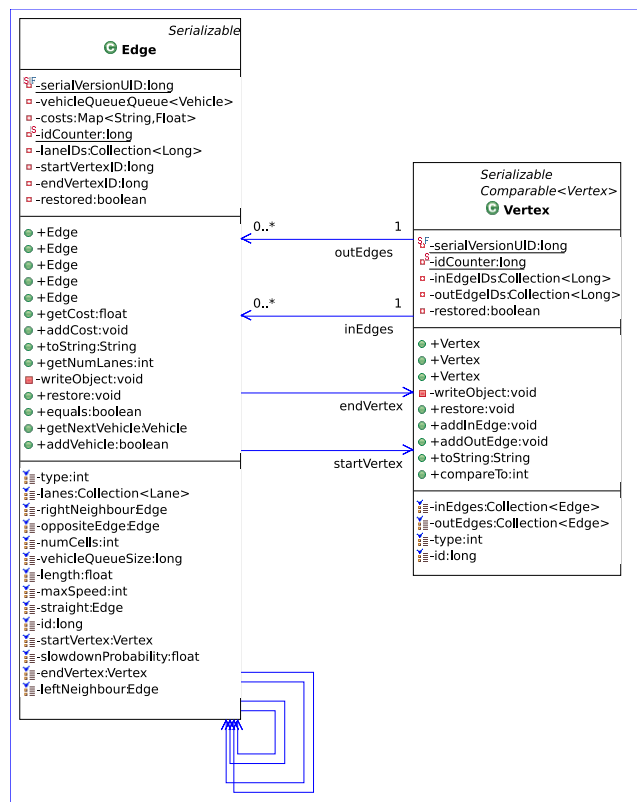 Serializable
C Edge
SF -serialVersionUID:long
-vehicleQueue:Queue<Vehicle>
-costs:Map<String,Float>
S -idCounter:long
-laneIDs:Collection<Long>
-startVertexID:long
-endVertexID:long
-restored:boolean
+Edge
+Edge
+Edge
+Edge
+Edge
+getCost:float
+addCost:void
+toString:String
+getNumLanes:int
-writeObject:void
+restore:void
+equals:boolean
+getNextVehicle:Vehicle
+addVehicle:boolean
-type:int
-lanes:Collection<Lane>
-rightNeighbour:Edge
-oppositeEdge:Edge
-numCells:int
-vehicleQueueSize:long
-length:float
-maxSpeed:int
-straight:Edge
-id:long
-startVertex:Vertex
-slowdownProbability:float
-endVertex:Vertex
-leftNeighbour:Edge
0..* 1
outEdges
0..* 1
inEdges
endVertex
startVertex
Serializable
Comparable<Vertex>
C Vertex
SF -serialVersionUID:long
S -idCounter:long
-inEdgeIDs:Collection<Long>
-outEdgeIDs:Collection<Long>
-restored:boolean
+Vertex
+Vertex
+Vertex
-writeObject:void
+restore:void
+addInEdge:void
+addOutEdge:void
+toString:String
+compareTo:int
-inEdges:Collection<Edge>
-outEdges:Collection<Edge>
-type:int
-id:long